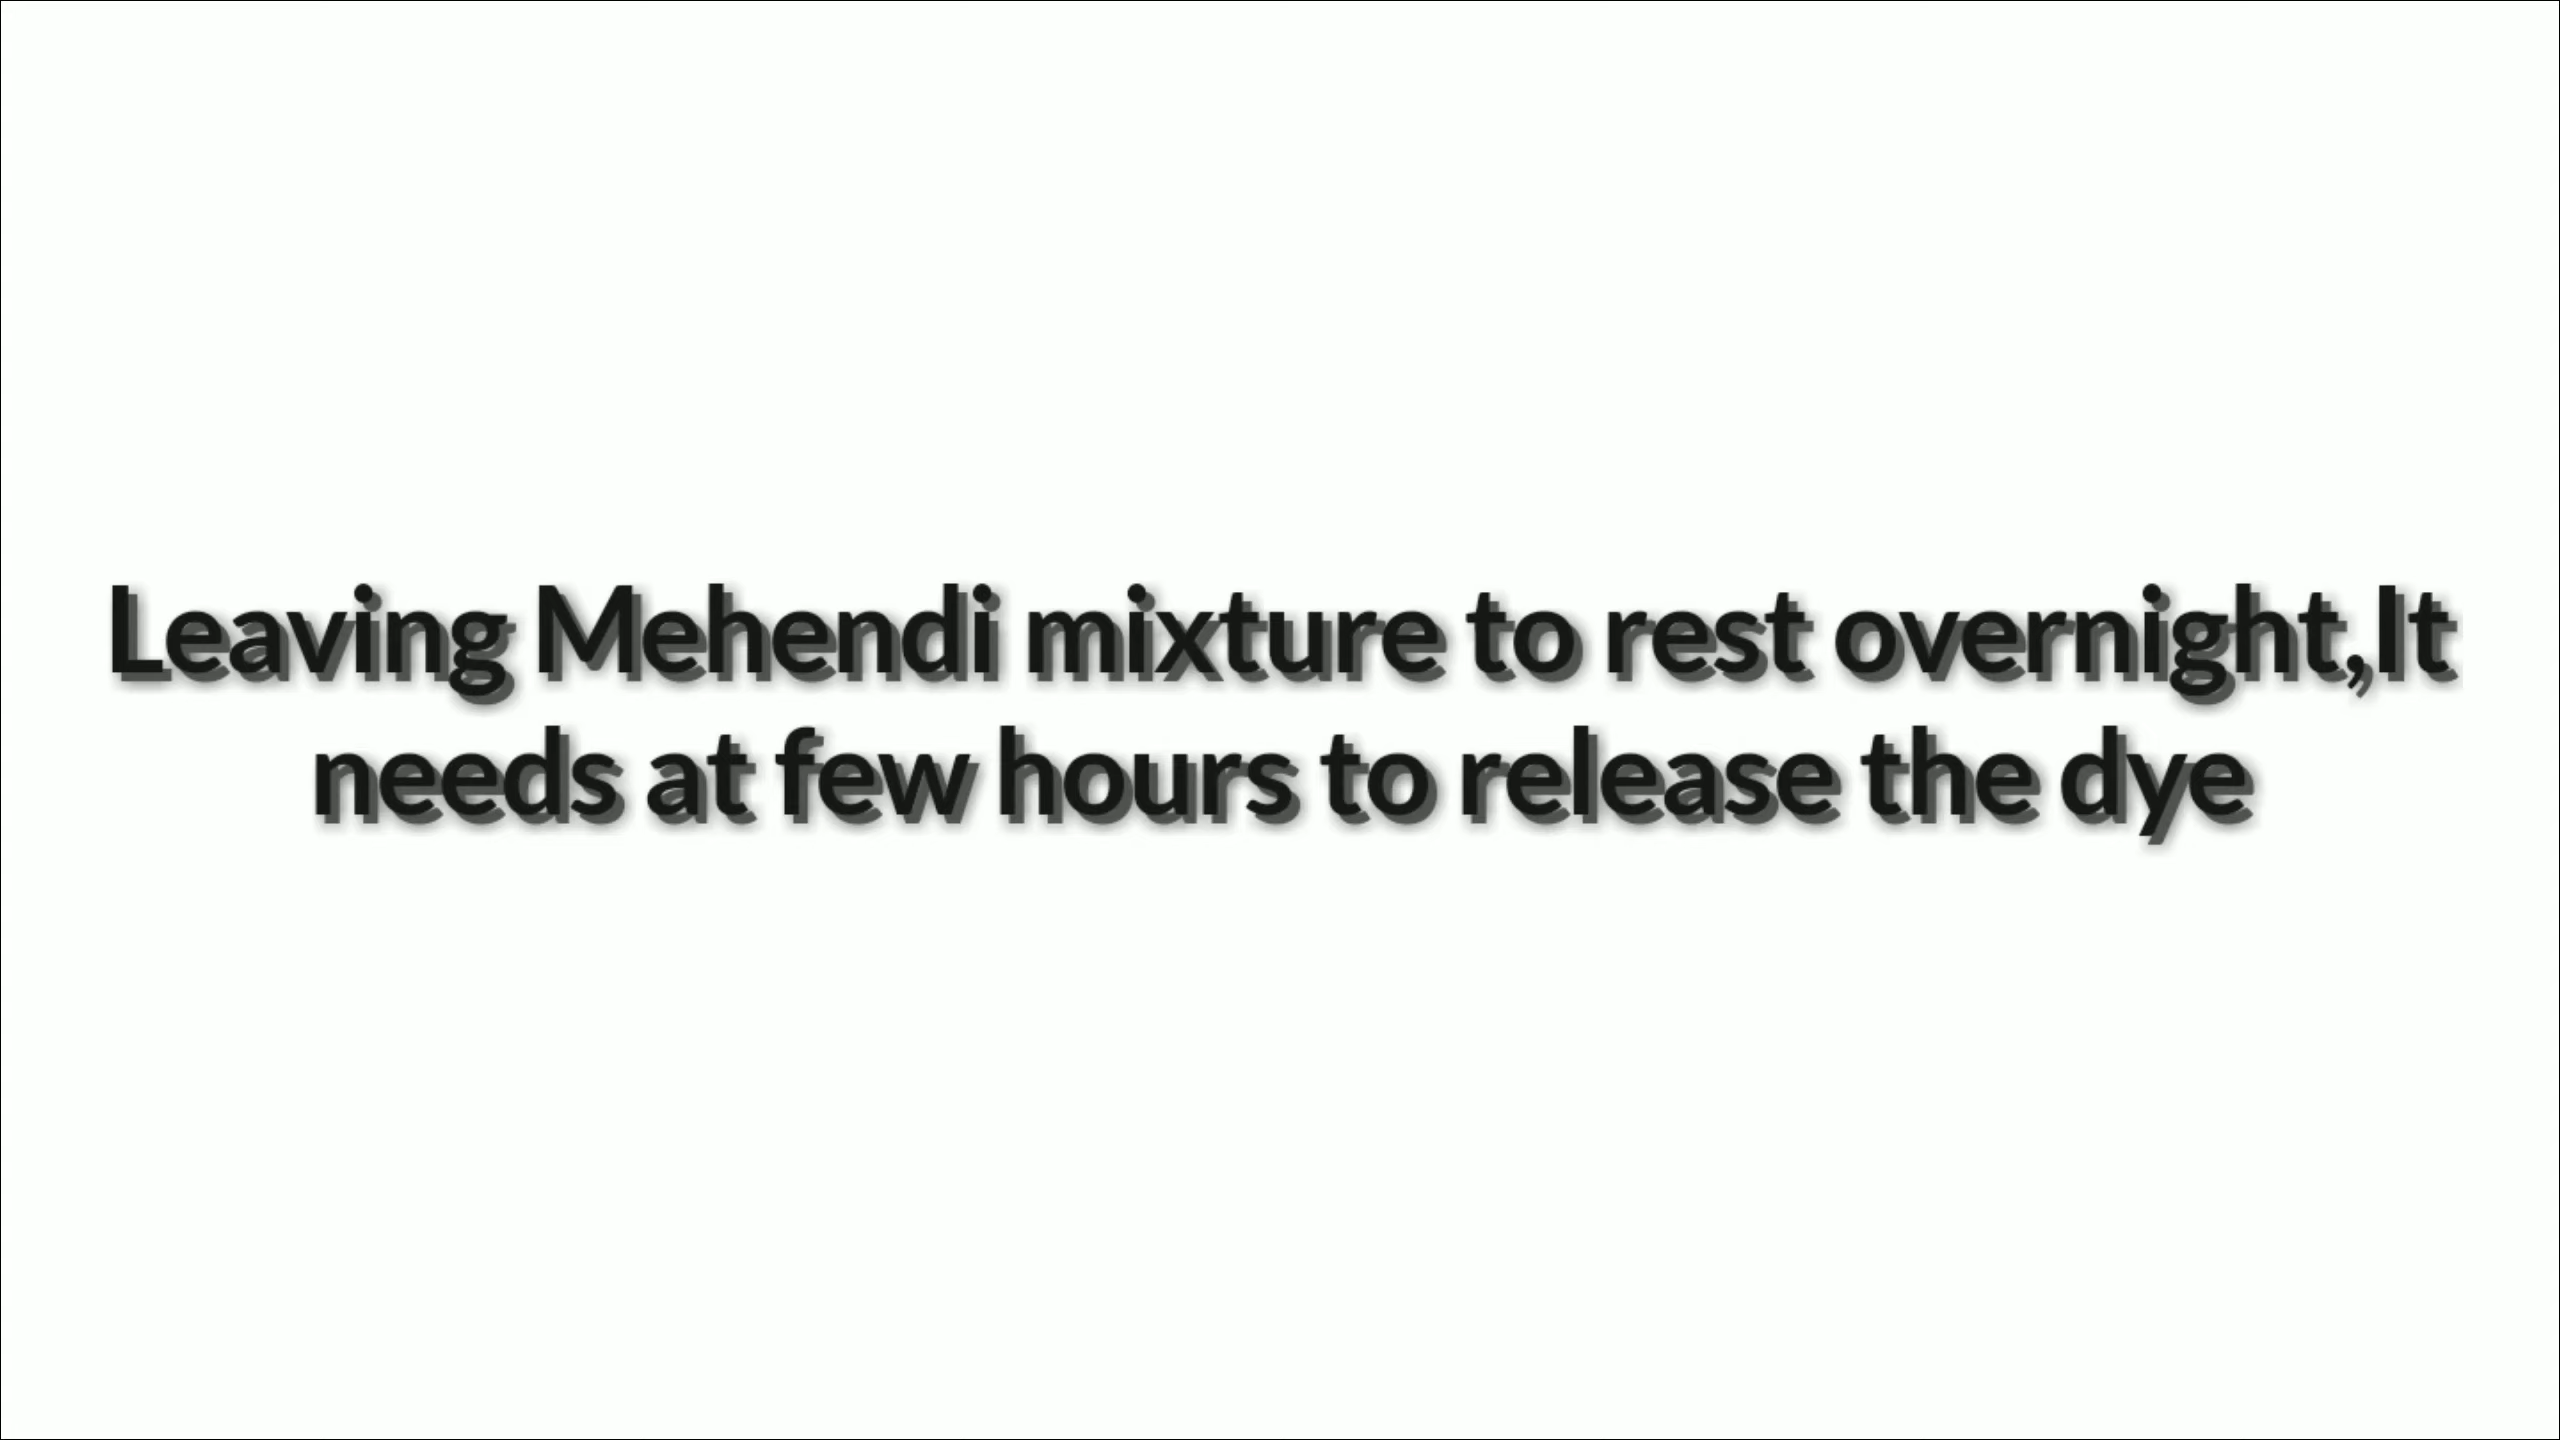 Leaving Mehendi mixture to rest overnight,It
needs at few hours to release the dye